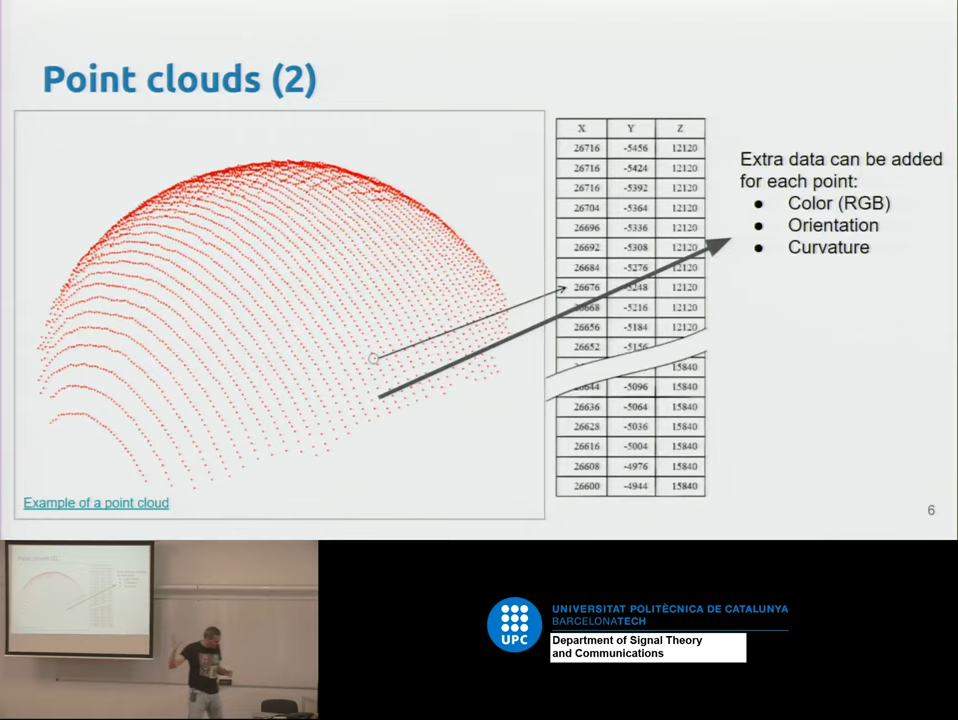 Point clouds (2)
X Y Z
26716 -5456 12120
26716 -5424 12120
26716 -5392 12120
26704 -5364 12120
26696 -5336 12120
26692 -5308 12120
26684 -5276 12120
26676 -5248 12120
26668 -5216 12120
26656 -5184 12120
26652 -5156
15840
26644 -5096 15840
26636 -5064 15840
26628 -5036 15840
26616 -5004 15840
26608 -4976 15840
26600 -4944 15840
Extra data can be added
for each point:
● Color (RGB)
● Orientation
● Curvature
Example of a point cloud
6
UPC
UNIVERSITAT POLITÈCNICA DE CATALUNYA
BARCELONATECH
Department of Signal Theory
and Communications